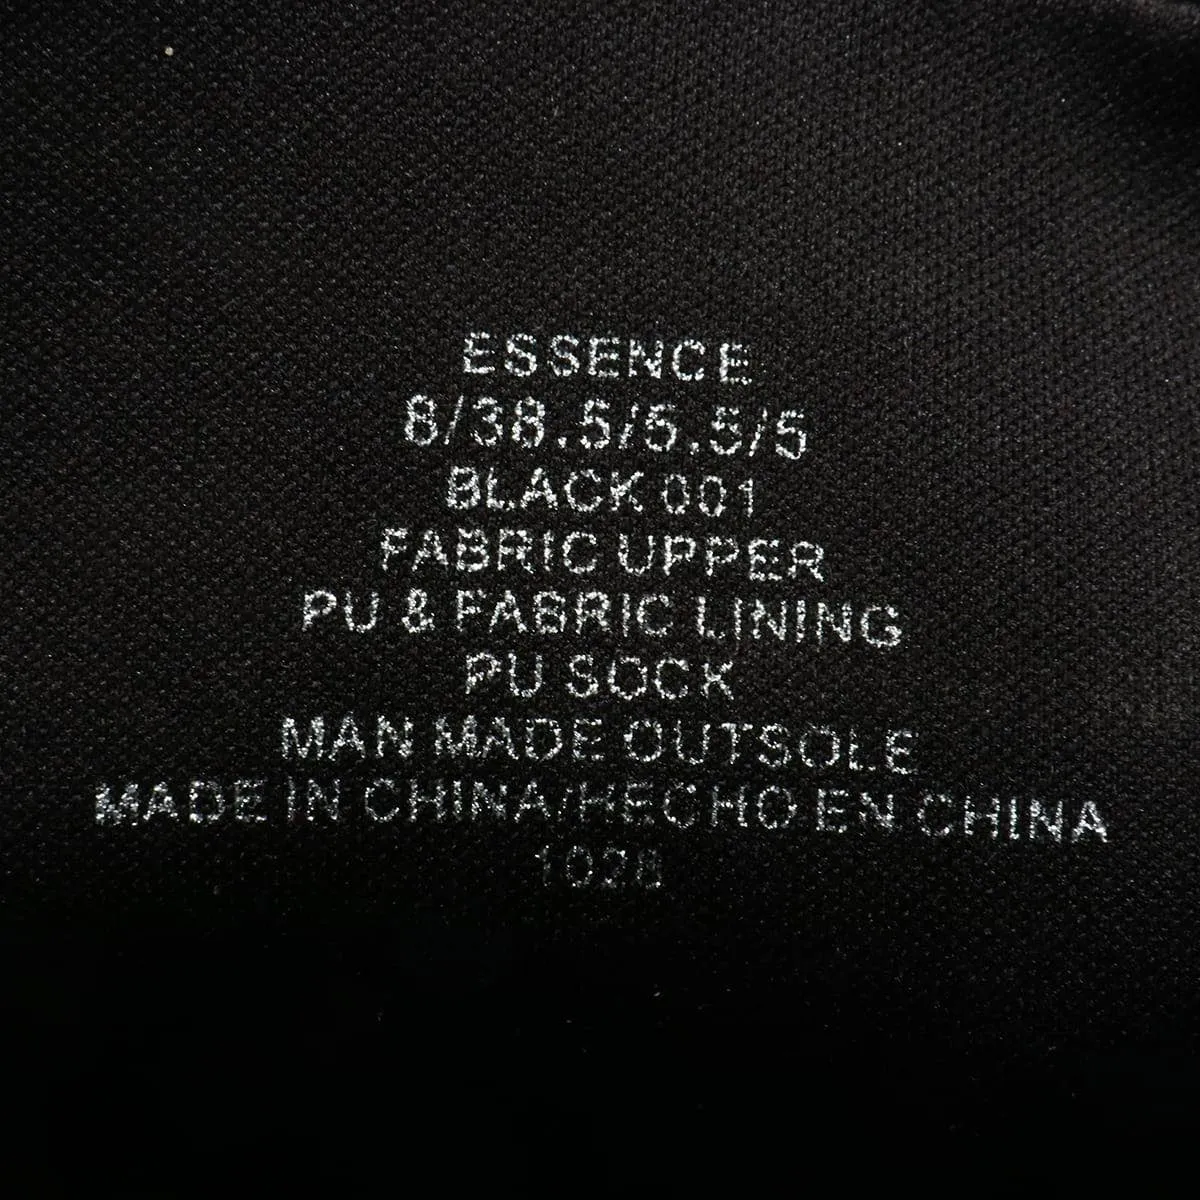 ESSENCE
8/38.5/5.5/5
BLACK 001
FABRIC UPPER
PU & FABRIC LINING
PU SOCK
MAN MADE OUTSOLE
MADE IN CHINA/HECHO EN CHINA
1028